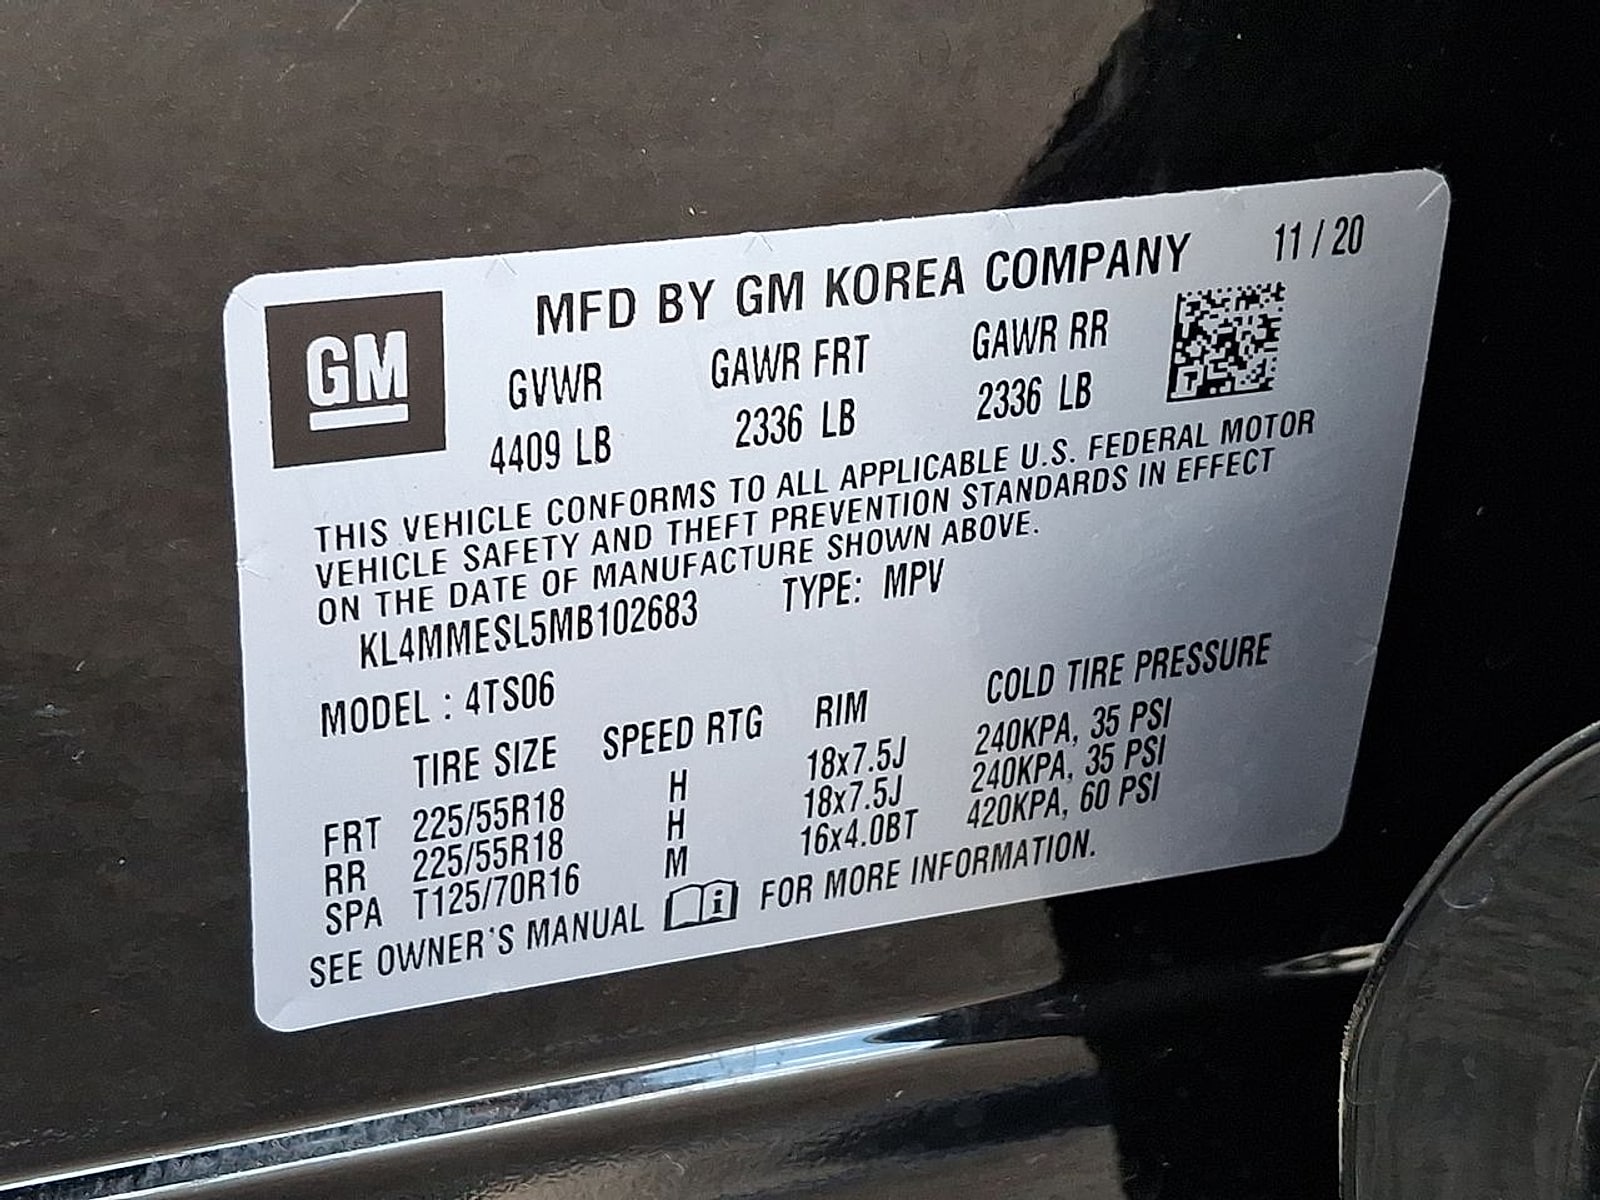 GM
MFD BY GM KOREA COMPANY 11 / 20
GVWR GAWR FRT GAWR RR
4409 LB 2336 LB 2336 LB
THIS VEHICLE CONFORMS TO ALL APPLICABLE U.S. FEDERAL MOTOR
VEHICLE SAFETY AND THEFT PREVENTION STANDARDS IN EFFECT
ON THE DATE OF MANUFACTURE SHOWN ABOVE.
KL4MMESL5MB102683 TYPE: MPV
MODEL : 4TS06
TIRE SIZE SPEED RTG RIM COLD TIRE PRESSURE
FRT 225/55R18 H 18x7.5J 240KPA, 35 PSI
RR 225/55R18 H 18x7.5J 240KPA, 35 PSI
SPA T125/70R16 M 16x4.0BT 420KPA, 60 PSI
SEE OWNER'S MANUAL i FOR MORE INFORMATION.